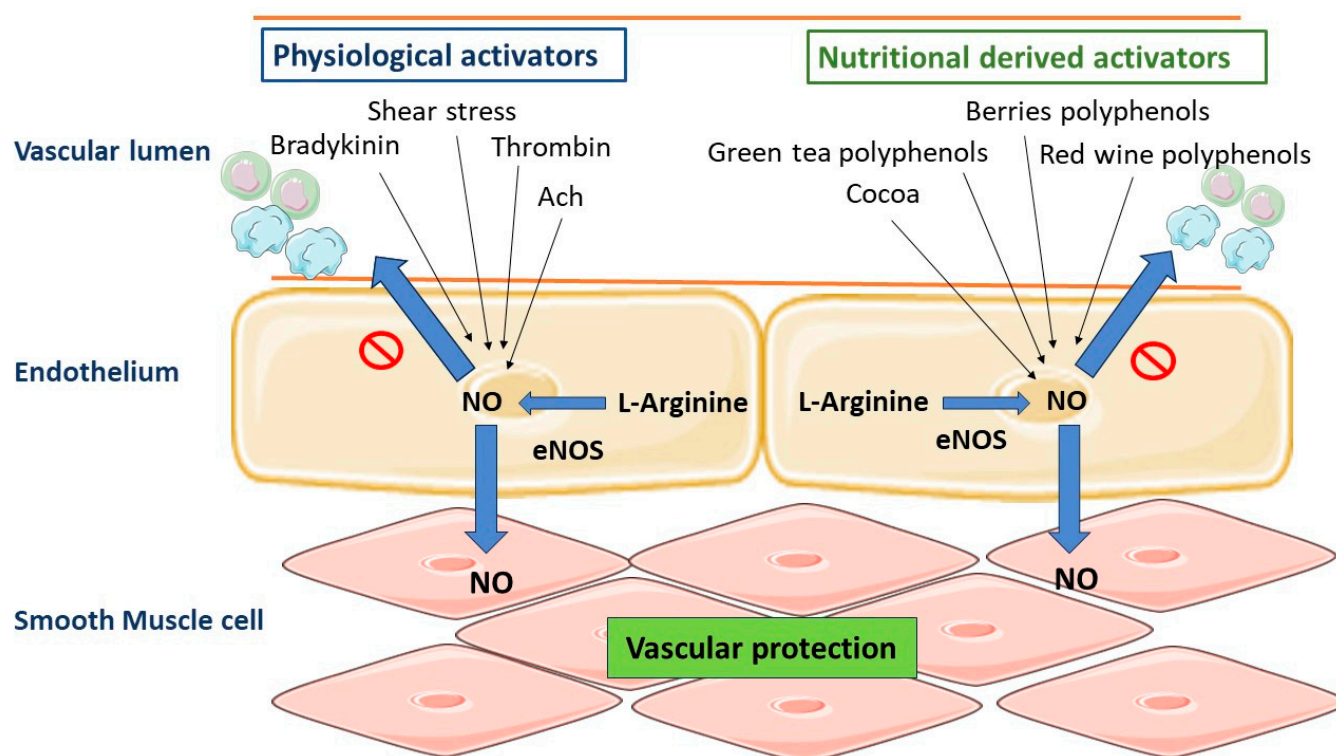 Physiological activators
Nutritional derived activators
Shear stress
Berries polyphenols
Vascular lumen
Bradykinin
Thrombin
Green tea polyphenols
Red wine polyphenols
Ach
Cocoa
Endothelium
NO
L-Arginine
L-Arginine
NO
eNOS
eNOS
NO
NO
Smooth Muscle cell
Vascular protection